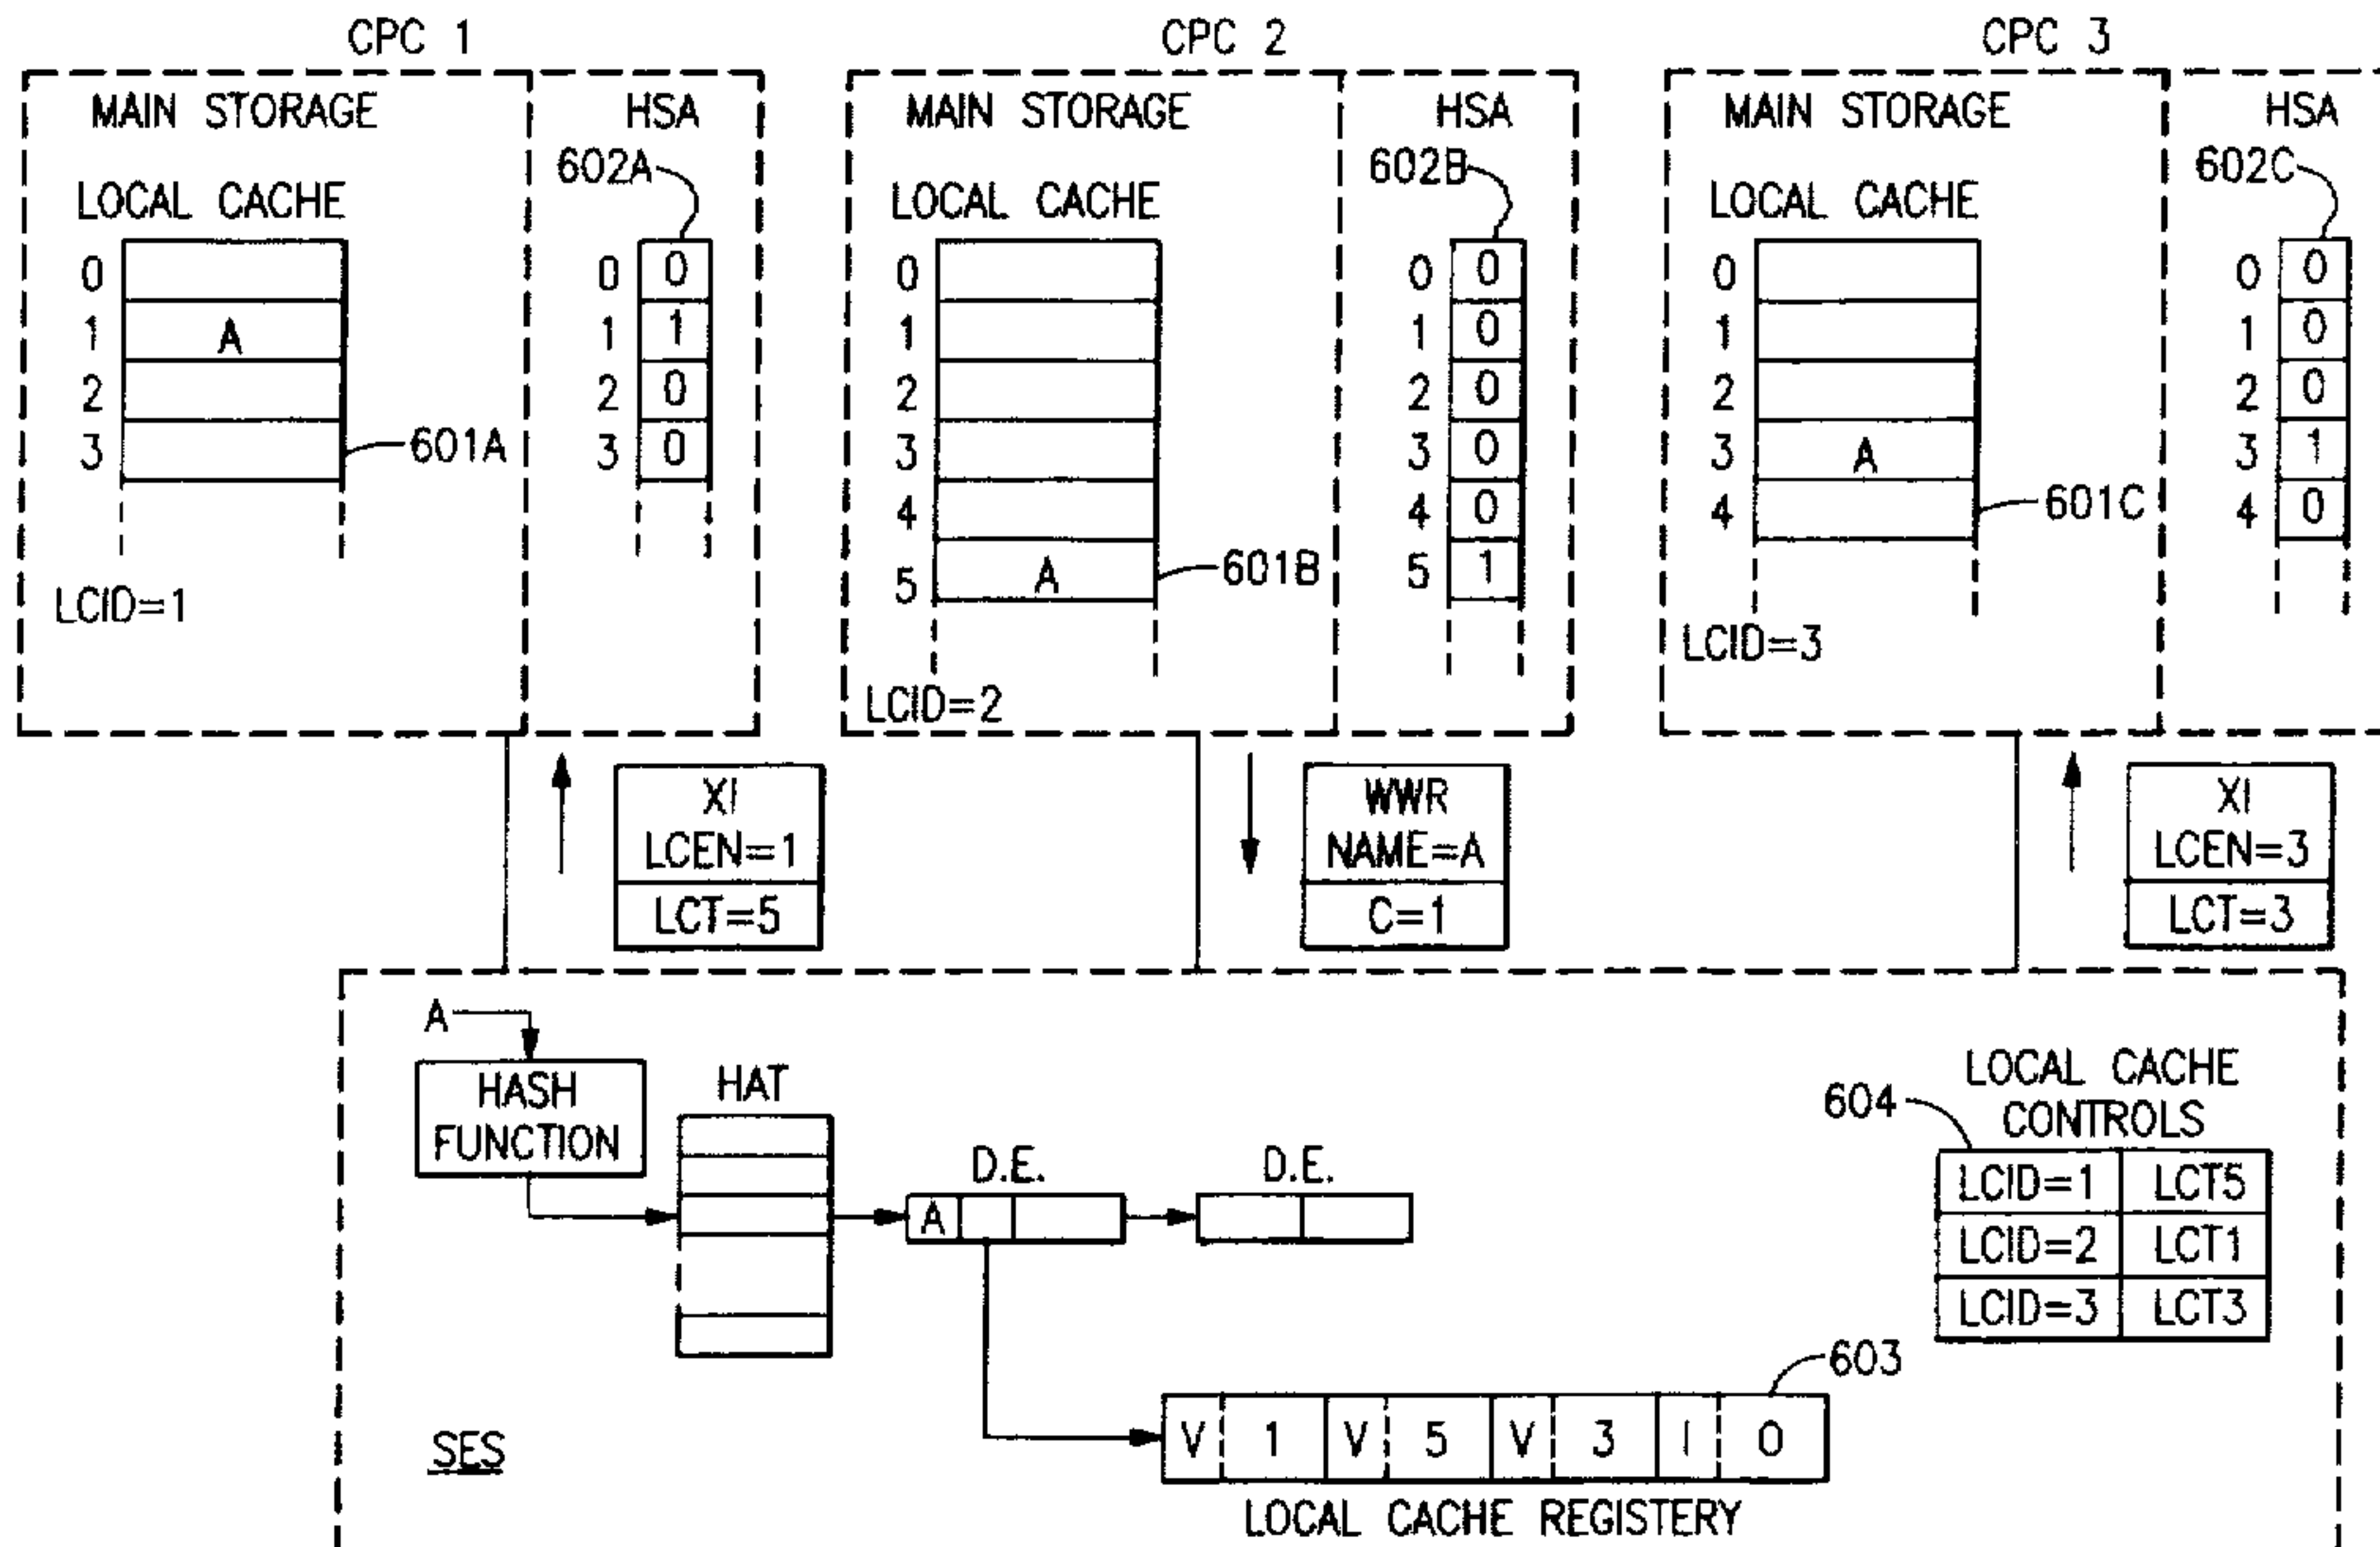 CPC 1
MAIN STORAGE
HSA
602A
LOCAL CACHE
0
1 A
2
3
601A
0 0
1 1
2 0
3 0
LCID=1
CPC 2
MAIN STORAGE
HSA
602B
LOCAL CACHE
0
1
2
3
4
5 A
601B
0 0
1 0
2 0
3 0
4 0
5 1
LCID=2
CPC 3
MAIN STORAGE
HSA
602C
LOCAL CACHE
0
1
2
3 A
4
601C
0 0
1 0
2 0
3 1
4 0
LCID=3
XI
LCEN=1
LCT=5
WWR
NAME=A
C=1
XI
LCEN=3
LCT=3
A
HASH
FUNCTION
HAT
D.E.
A
D.E.
LOCAL CACHE
CONTROLS
604
LCID=1 LCT5
LCID=2 LCT1
LCID=3 LCT3
603
V 1 V 5 V 3 I 0
LOCAL CACHE REGISTERY
SES